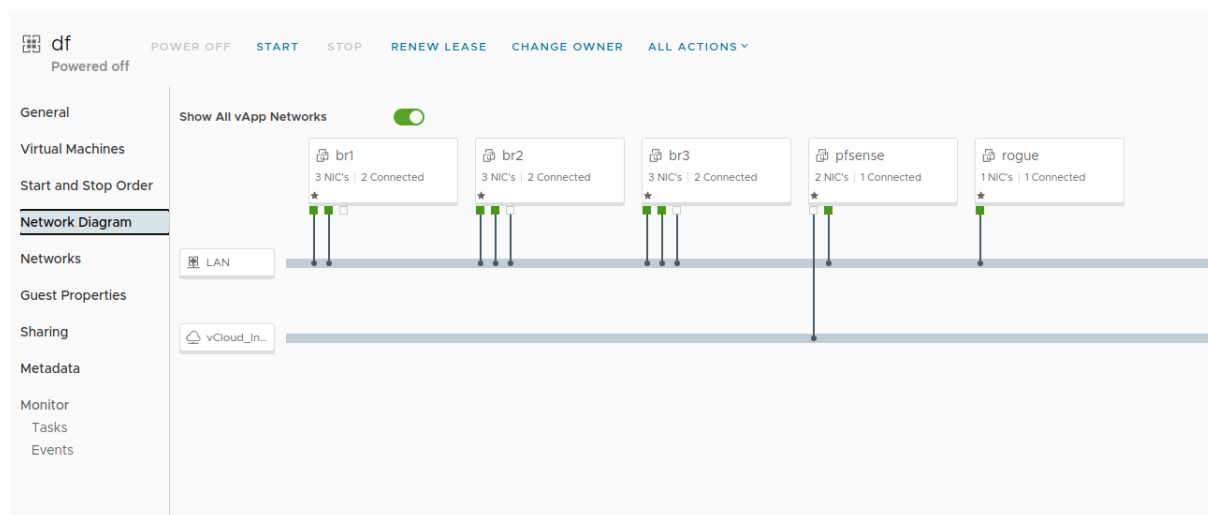 df
Powered off
POWER OFF START STOP RENEW LEASE CHANGE OWNER ALL ACTIONS
General
Virtual Machines
Start and Stop Order
Network Diagram
Networks
Guest Properties
Sharing
Metadata
Monitor
Tasks
Events
Show All vApp Networks
br1
3 NIC's | 2 Connected
br2
3 NIC's | 2 Connected
br3
3 NIC's | 2 Connected
pfsense
2 NIC's | 1 Connected
rogue
1 NIC's | 1 Connected
LAN
vCloud_In...